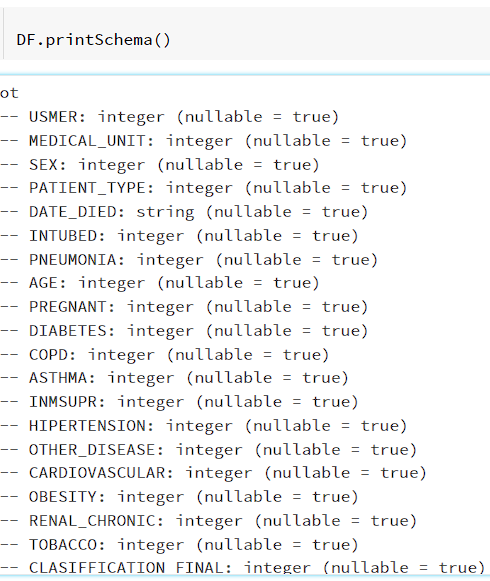 DF.printSchema()
ot
-- USMER: integer (nullable = true)
-- MEDICAL_UNIT: integer (nullable = true)
-- SEX: integer (nullable = true)
-- PATIENT_TYPE: integer (nullable = true)
-- DATE_DIED: string (nullable = true)
-- INTUBED: integer (nullable = true)
-- PNEUMONIA: integer (nullable = true)
-- AGE: integer (nullable = true)
-- PREGNANT: integer (nullable = true)
-- DIABETES: integer (nullable = true)
-- COPD: integer (nullable = true)
-- ASTHMA: integer (nullable = true)
-- INMSUPR: integer (nullable = true)
-- HIPERTENSION: integer (nullable = true)
-- OTHER_DISEASE: integer (nullable = true)
-- CARDIOVASCULAR: integer (nullable = true)
-- OBESITY: integer (nullable = true)
-- RENAL_CHRONIC: integer (nullable = true)
-- TOBACCO: integer (nullable = true)
-- CLASIFFICATION_FINAL: integer (nullable = true)